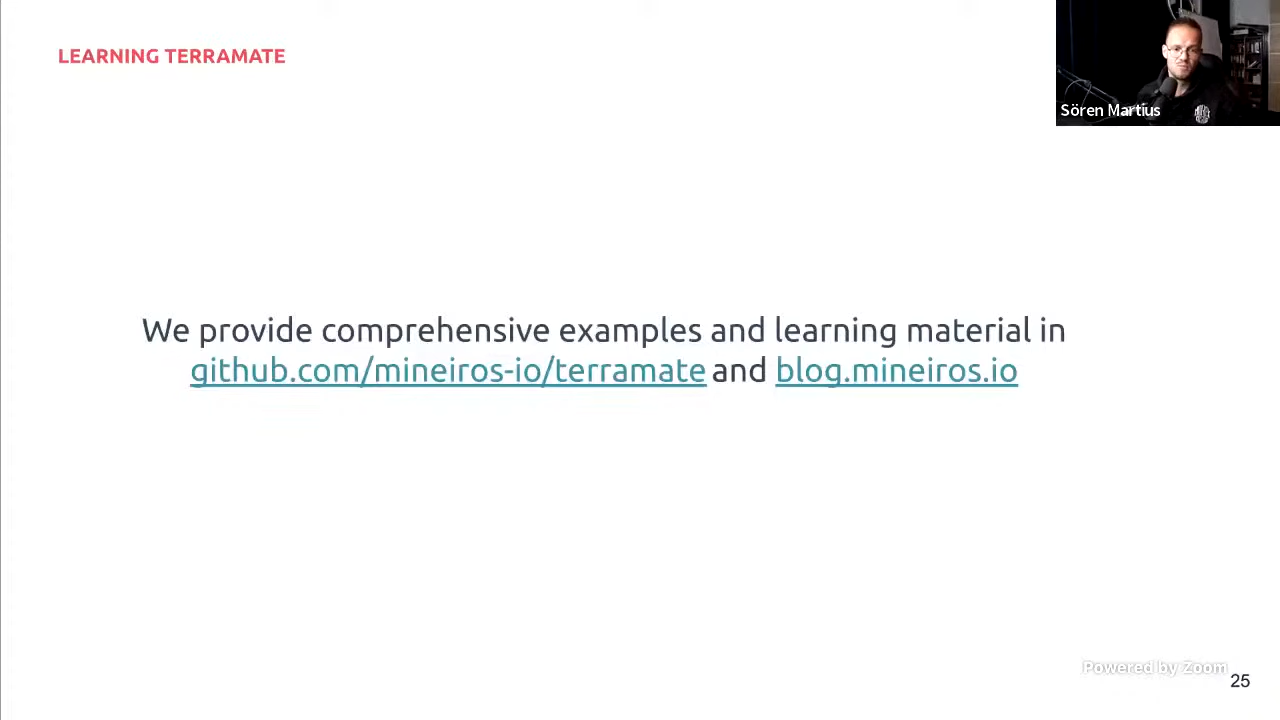 LEARNING TERRAMATE
Sören Martius
We provide comprehensive examples and learning material in
github.com/mineiros-io/terramate and blog.mineiros.io
Powered by Zoom
25